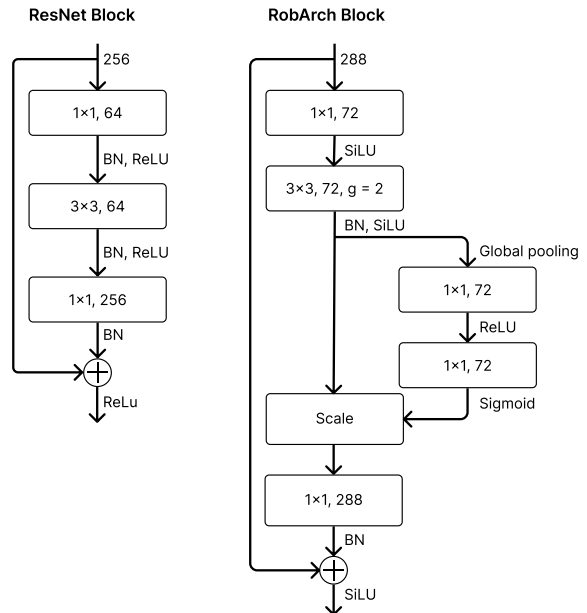 ResNet Block
256
1×1, 64
BN, ReLU
3×3, 64
BN, ReLU
1×1, 256
BN
ReLu
RobArch Block
288
1×1, 72
SiLU
3×3, 72, g = 2
BN, SiLU
Global pooling
1×1, 72
ReLU
1×1, 72
Sigmoid
Scale
1×1, 288
BN
SiLU